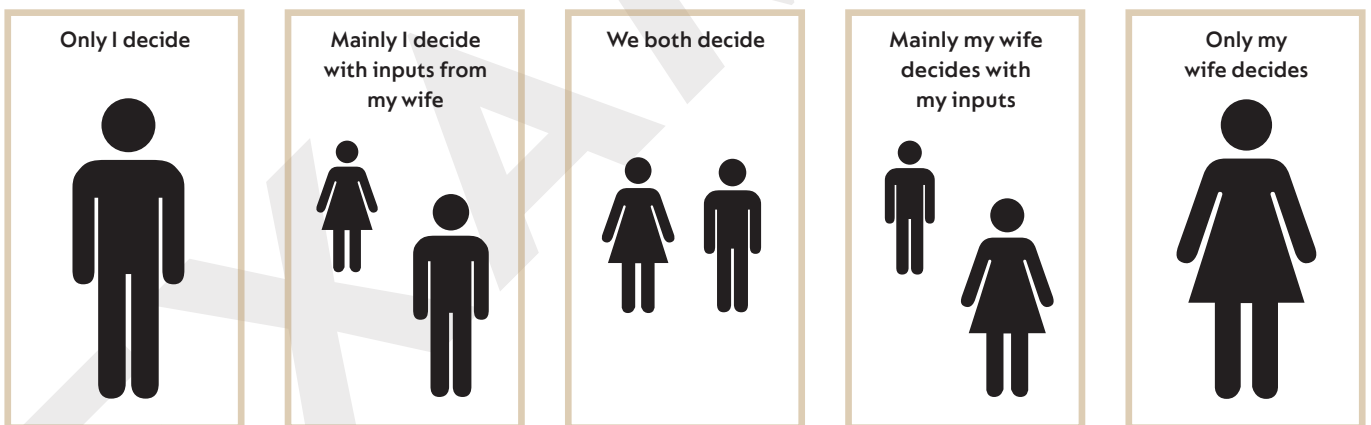 Only I decide
Mainly I decide
with inputs from
my wife
We both decide
Mainly my wife
decides with
my inputs
Only my
wife decides